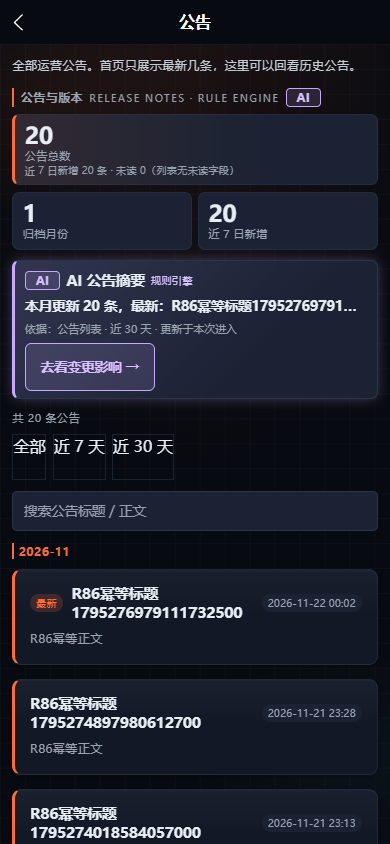 公告
全部运营公告。首页只展示最新几条，这里可以回看历史公告。
公告与版本 RELEASE NOTES · RULE ENGINE AI
20
公告总数
近 7 日新增 20 条 · 未读 0（列表无未读字段）
1
归档月份
20
近 7 日新增
AI AI 公告摘要 规则引擎
本月更新 20 条，最新：R86幂等标题17952769791...
依据：公告列表 · 近 30 天 · 更新于本次进入
去看变更影响 →
共 20 条公告
全部 近 7 天 近 30 天
搜索公告标题 / 正文
2026-11
最新
R86幂等标题
1795276979111732500
2026-11-22 00:02
R86幂等正文
R86幂等标题
1795274897980612700
2026-11-21 23:28
R86幂等正文
R86幂等标题
1795274018584057000
2026-11-21 23:13